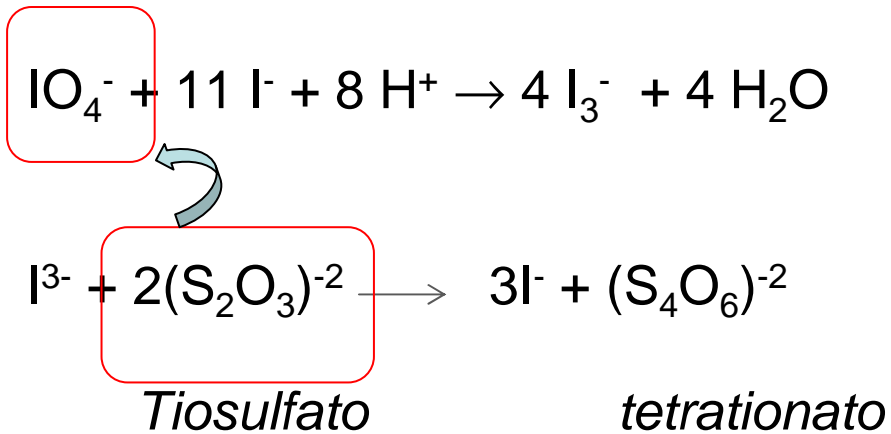 IO₄⁻ + 11 I⁻ + 8 H⁺ → 4 I₃⁻ + 4 H₂O
I³⁻ + 2(S₂O₃)⁻² → 3I⁻ + (S₄O₆)⁻²
Tiosulfato tetrationato